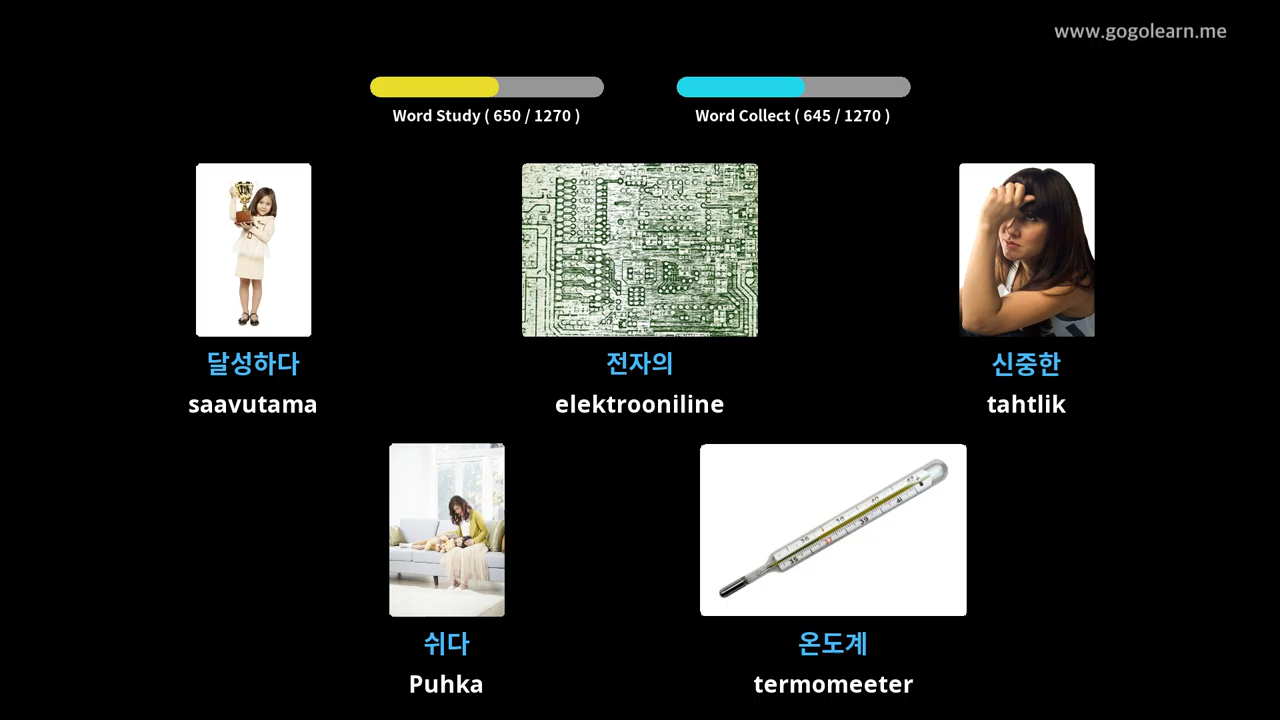 www.gogolearn.me
Word Study ( 650 / 1270 )
Word Collect ( 645 / 1270 )
달성하다
saavutama
전자의
elektrooniline
신중한
tahtlik
쉬다
Puhka
온도계
termomeeter